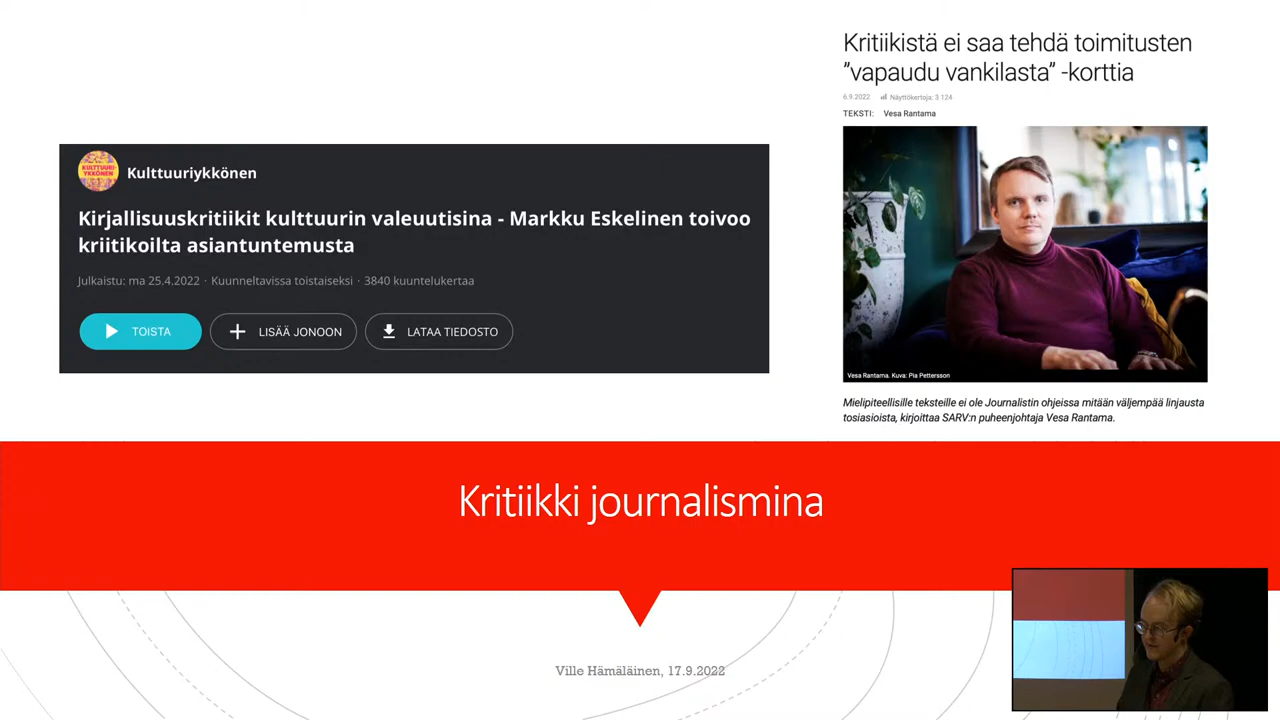 Kritiikistä ei saa tehdä toimitusten
”vapaudu vankilasta” -korttia
6.9.2022 Näyttökertoja: 3 124
TEKSTI: Vesa Rantama
KULTTUURI-
YKKÖNEN
Kulttuuriykkönen
Kirjallisuuskritiikit kulttuurin valeuutisina - Markku Eskelinen toivoo
kriitikoilta asiantuntemusta
Julkaistu: ma 25.4.2022 · Kuunneltavissa toistaiseksi · 3840 kuuntelukertaa
TOISTA
LISÄÄ JONOON
LATAA TIEDOSTO
Vesa Rantama. Kuva: Pia Pettersson
Mielipiteellisille teksteille ei ole Journalistin ohjeissa mitään väljempää linjausta
tosiasioista, kirjoittaa SARV:n puheenjohtaja Vesa Rantama.
Kritiikki journalismina
Ville Hämäläinen, 17.9.2022